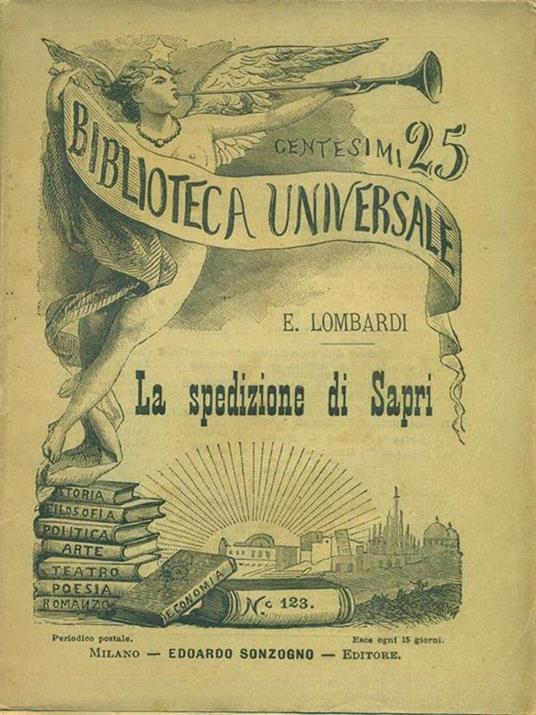 CENTESIMI 25
BIBLIOTECA UNIVERSALE
E. LOMBARDI
La spedizione di Sapri
STORIA
FILOSOFIA
POLITICA
ARTE
TEATRO
POESIA
ROMANZO
ECONOMIA
N.º 123.
Periodico postale.
Esce ogni 15 giorni.
MILANO — EDOARDO SONZOGNO — EDITORE.